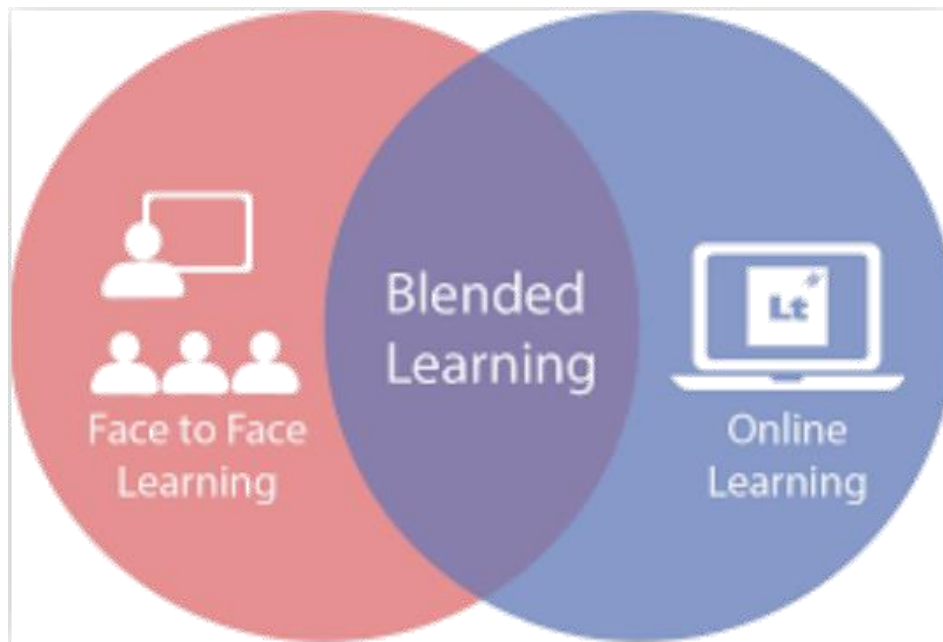 Blended
Learning
Lt
Face to Face
Learning
Online
Learning